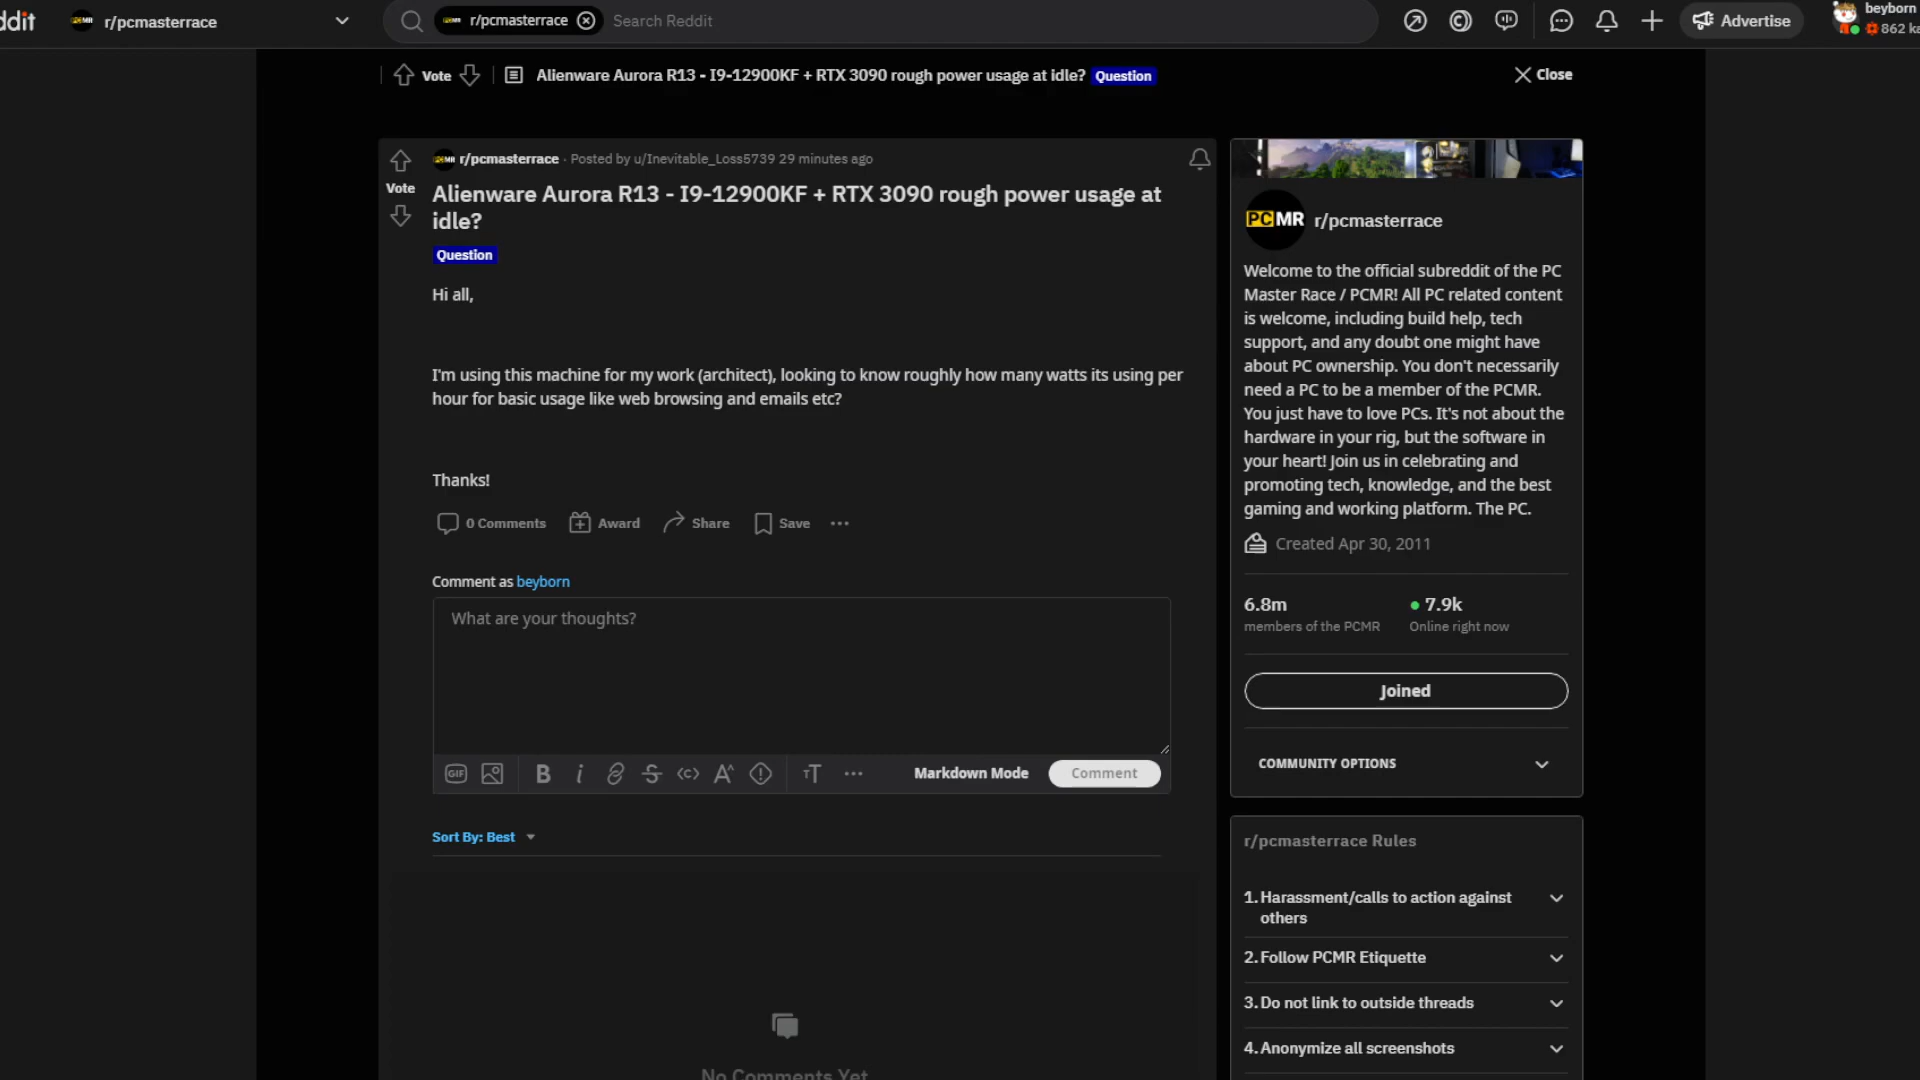 ddit
r/pcmasterrace
r/pcmasterrace
Search Reddit
Advertise
beyborn
862 ka
Vote
Alienware Aurora R13 - I9-12900KF + RTX 3090 rough power usage at idle? Question
Close
r/pcmasterrace · Posted by u/Inevitable_Loss5739 29 minutes ago
Vote
Alienware Aurora R13 - I9-12900KF + RTX 3090 rough power usage at
idle?
Question
Hi all,
I'm using this machine for my work (architect), looking to know roughly how many watts its using per
hour for basic usage like web browsing and emails etc?
Thanks!
0 Comments Award Share Save
Comment as beyborn
What are your thoughts?
GIF B i S <c> A T T Markdown Mode Comment
Sort By: Best
No Comments Yet
PCMR r/pcmasterrace
Welcome to the official subreddit of the PC
Master Race / PCMR! All PC related content
is welcome, including build help, tech
support, and any doubt one might have
about PC ownership. You don't necessarily
need a PC to be a member of the PCMR.
You just have to love PCs. It's not about the
hardware in your rig, but the software in
your heart! Join us in celebrating and
promoting tech, knowledge, and the best
gaming and working platform. The PC.
Created Apr 30, 2011
6.8m 7.9k
members of the PCMR Online right now
Joined
COMMUNITY OPTIONS
r/pcmasterrace Rules
1. Harassment/calls to action against
others
2. Follow PCMR Etiquette
3. Do not link to outside threads
4. Anonymize all screenshots